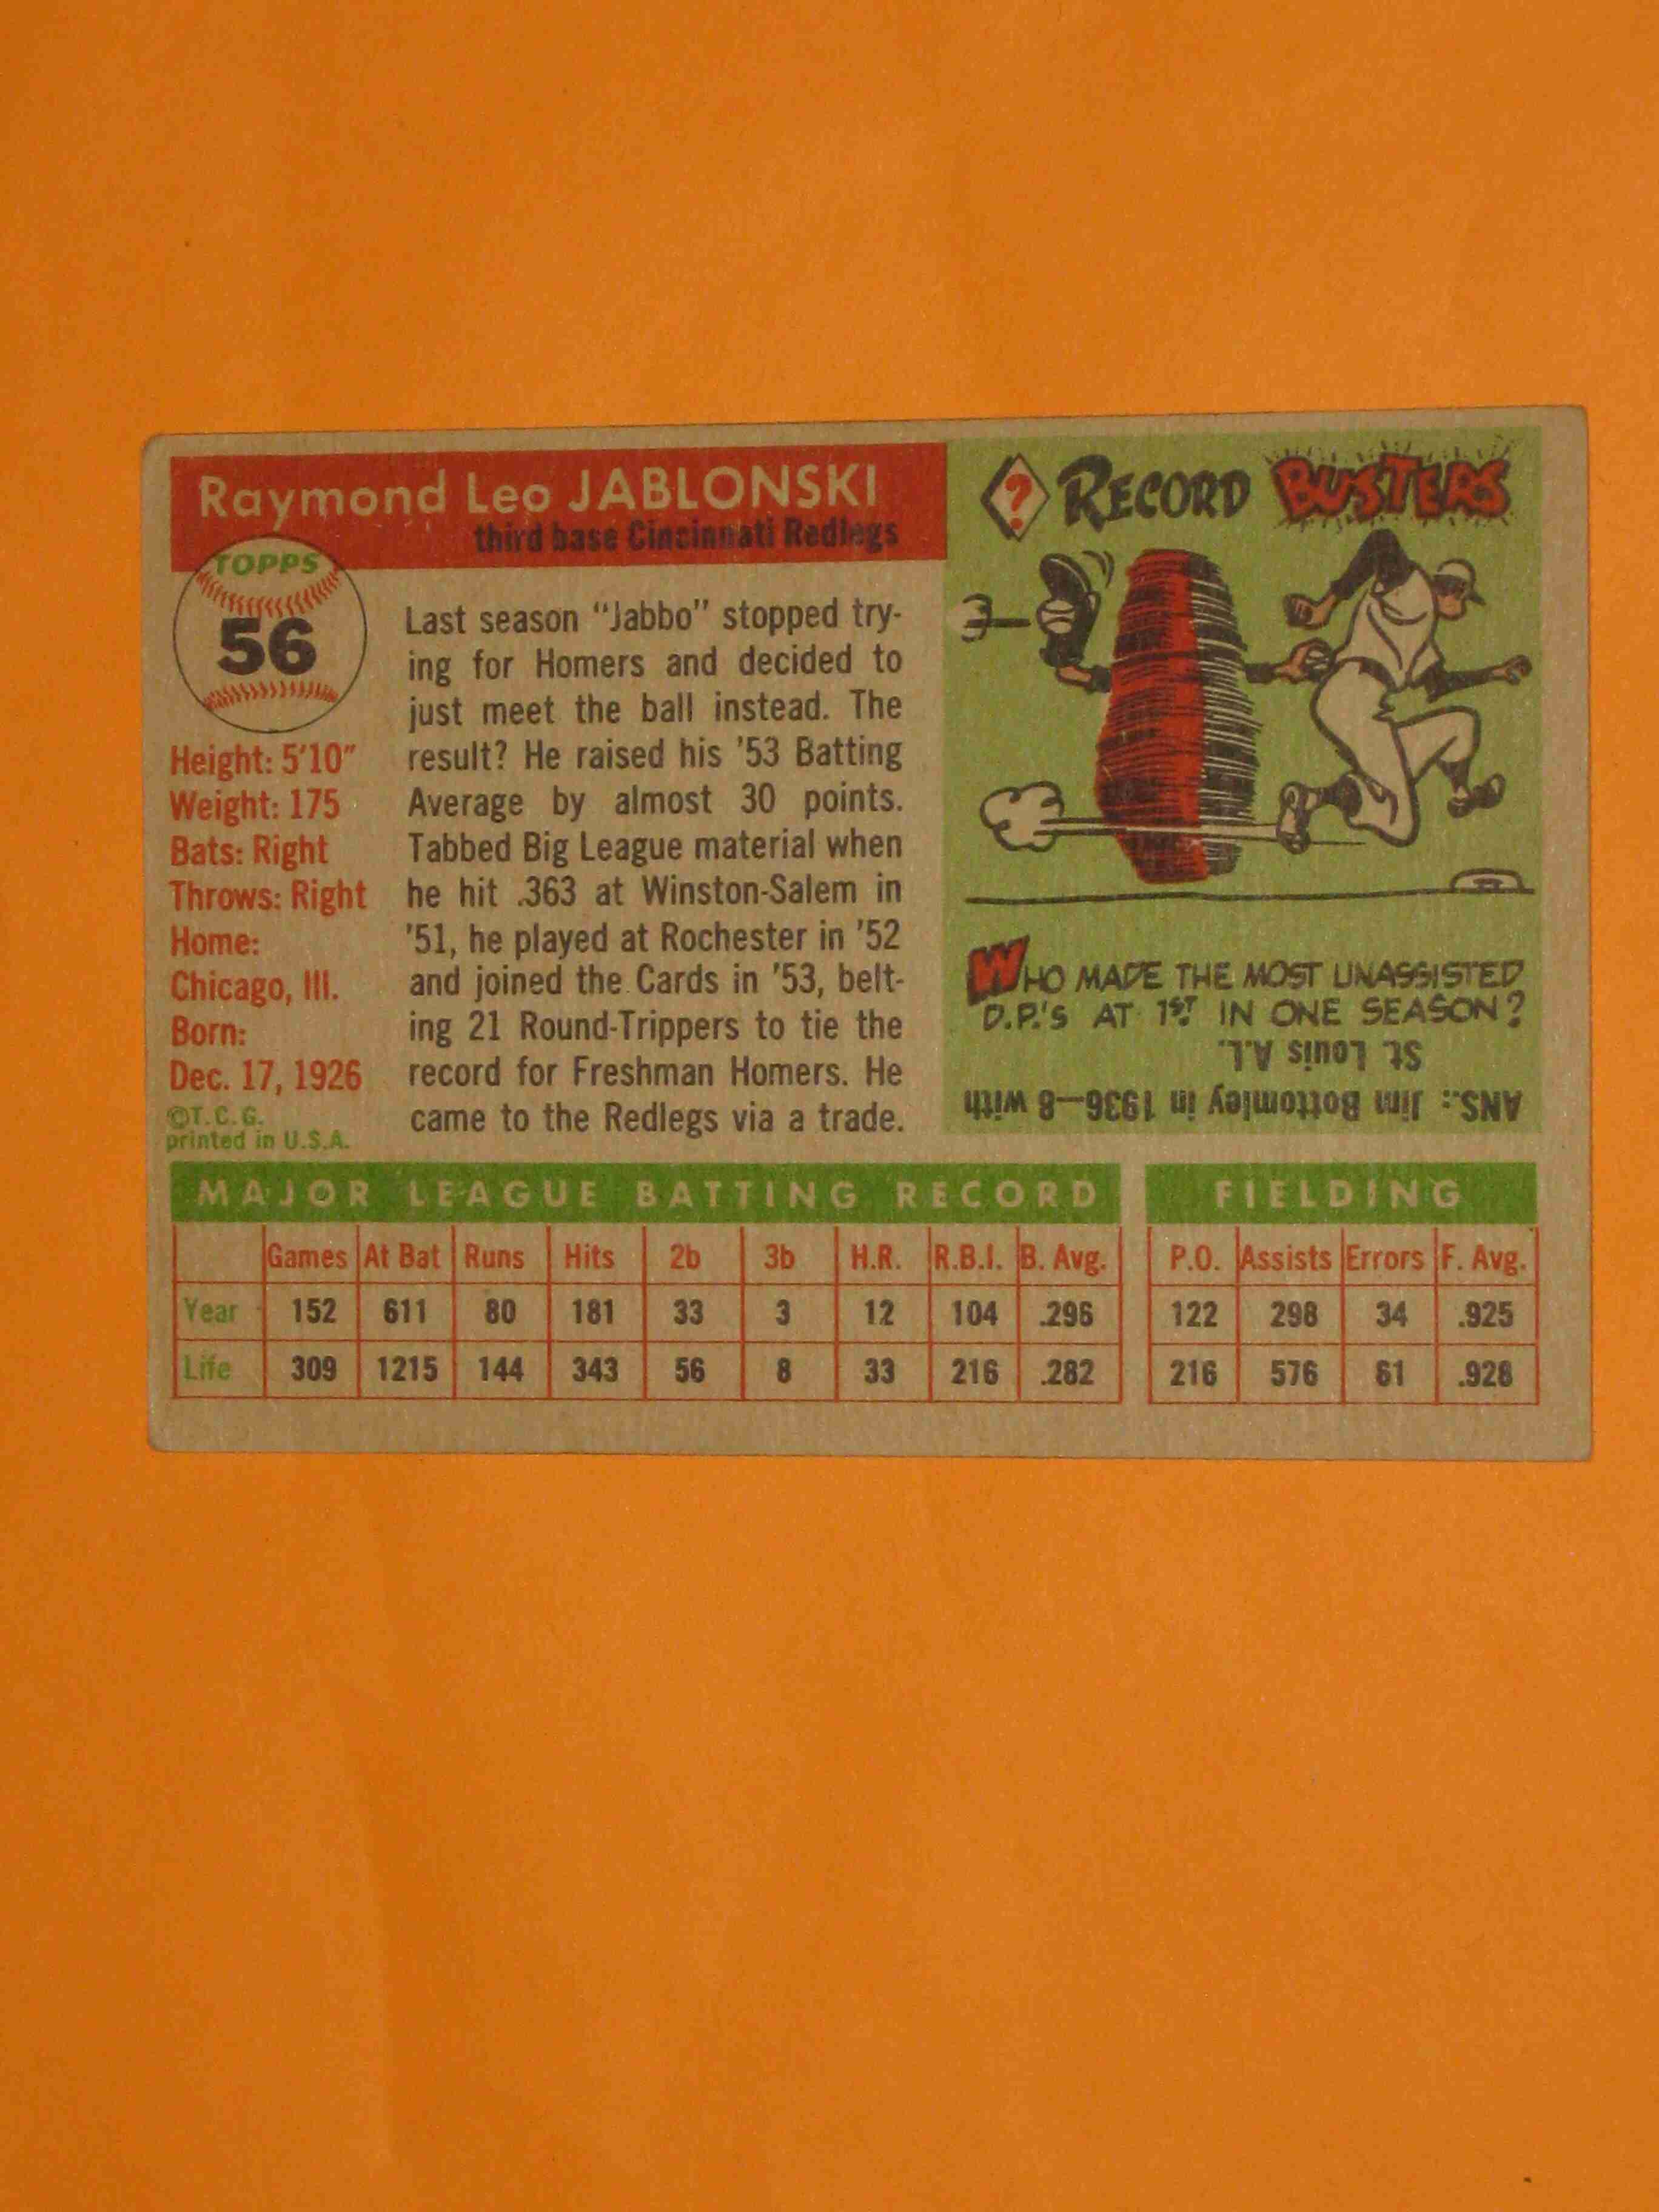 Raymond Leo JABLONSKI
third base Cincinnati Redlegs
TOPPS
56
Height: 5'10"
Weight: 175
Bats: Right
Throws: Right
Home:
Chicago, Ill.
Born:
Dec. 17, 1926
©T.C.G.
printed in U.S.A.
Last season "Jabbo" stopped try-
ing for Homers and decided to
just meet the ball instead. The
result? He raised his '53 Batting
Average by almost 30 points.
Tabbed Big League material when
he hit .363 at Winston-Salem in
'51, he played at Rochester in '52
and joined the Cards in '53, belt-
ing 21 Round-Trippers to tie the
record for Freshman Homers. He
came to the Redlegs via a trade.
? RECORD BUSTERS
WHO MADE THE MOST UNASSISTED
D.P.'S AT 1ST IN ONE SEASON?
ANS.: Jim Bottomley in 1936—8 with
St. Louis A.L.
MAJOR LEAGUE BATTING RECORD
Games At Bat Runs Hits 2b 3b H.R. R.B.I. B. Avg.
Year 152 611 80 181 33 3 12 104 .296
Life 309 1215 144 343 56 8 33 216 .282
FIELDING
P.O. Assists Errors F. Avg.
122 298 34 .925
216 576 61 .928